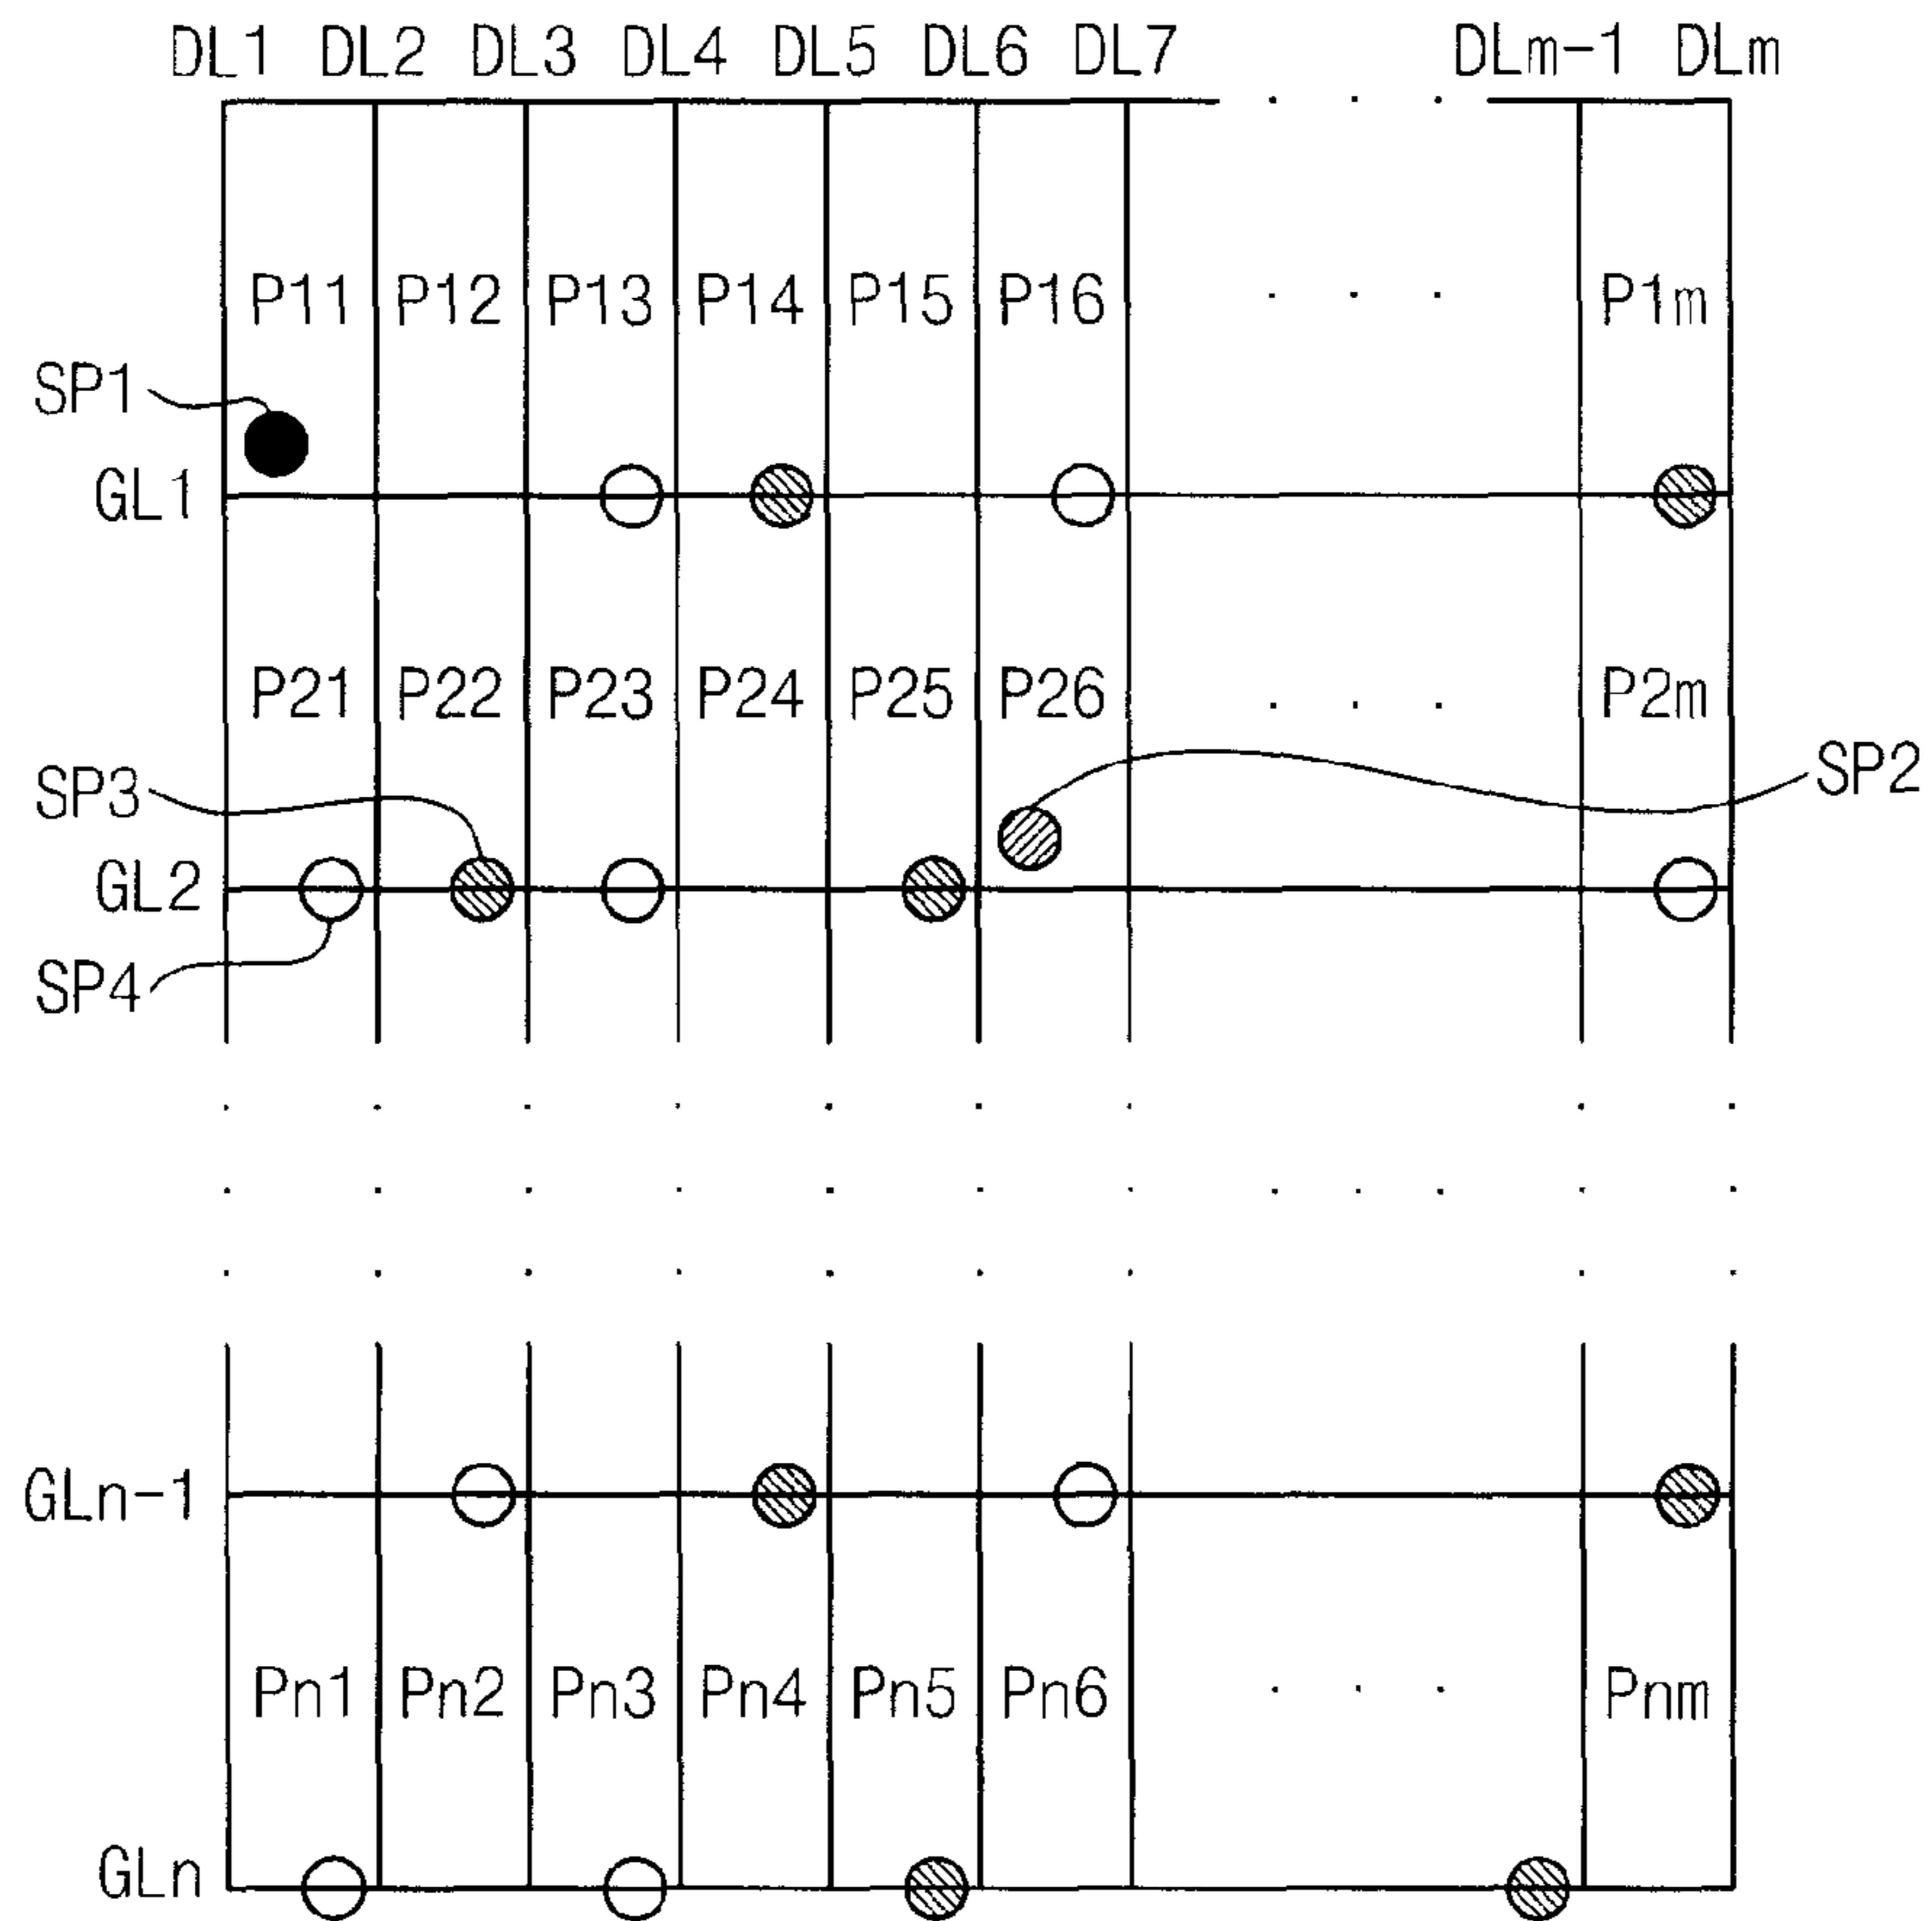 DL1 DL2 DL3 DL4 DL5 DL6 DL7 DLm-1 DLm
P11 P12 P13 P14 P15 P16 . . . P1m
SP1
GL1
P21 P22 P23 P24 P25 P26 . . . P2m
SP2
SP3
GL2
SP4
GLn-1
Pn1 Pn2 Pn3 Pn4 Pn5 Pn6 . . . Pnm
GLn